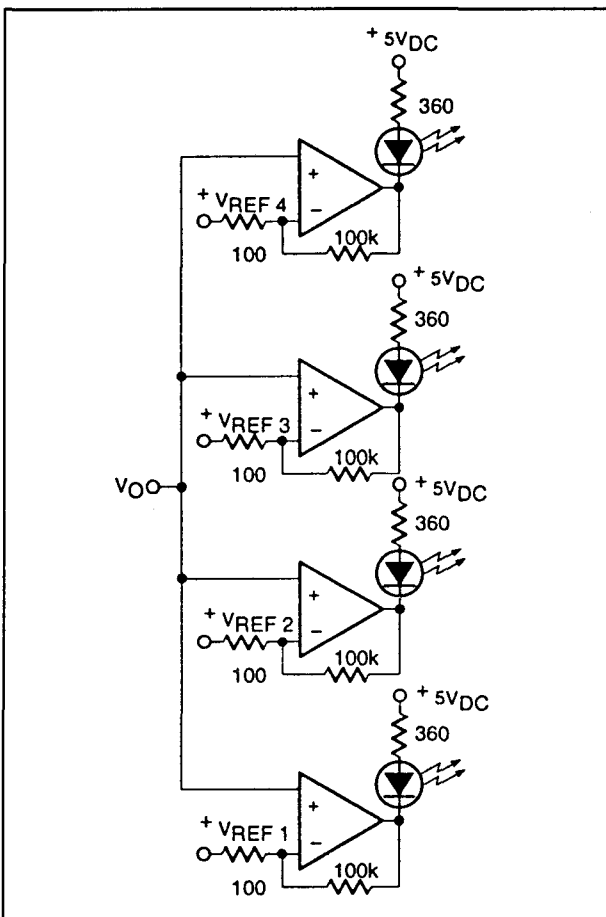 + 5VDC
360
+
+ VREF 4
−
100
100k
+ 5VDC
360
+
+ VREF 3
−
100
100k
VO
+ 5VDC
360
+
+ VREF 2
−
100
100k
+ 5VDC
360
+
+ VREF 1
−
100
100k